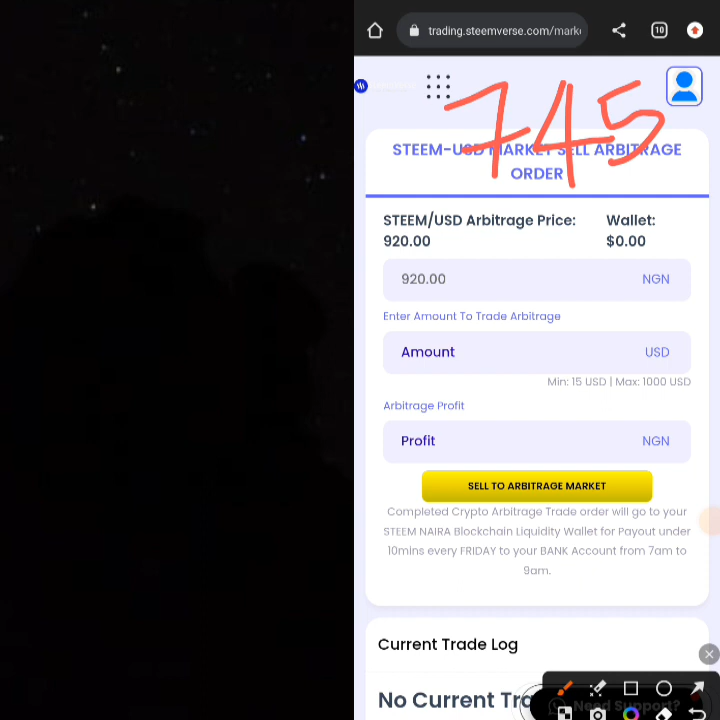 10
trading.steemverse.com/mark
745
STEEM-USD MARKET SELL ARBITRAGE
ORDER
STEEM/USD Arbitrage Price:
920.00
Wallet:
$0.00
920.00 NGN
Enter Amount To Trade Arbitrage
Amount USD
Min: 15 USD | Max: 1000 USD
Arbitrage Profit
Profit NGN
SELL TO ARBITRAGE MARKET
Completed Crypto Arbitrage Trade order will go to your
STEEM NAIRA Blockchain Liquidity Wallet for Payout under
10mins every FRIDAY to your BANK Account from 7am to
9am.
Current Trade Log
No Current Tra
Need Support?